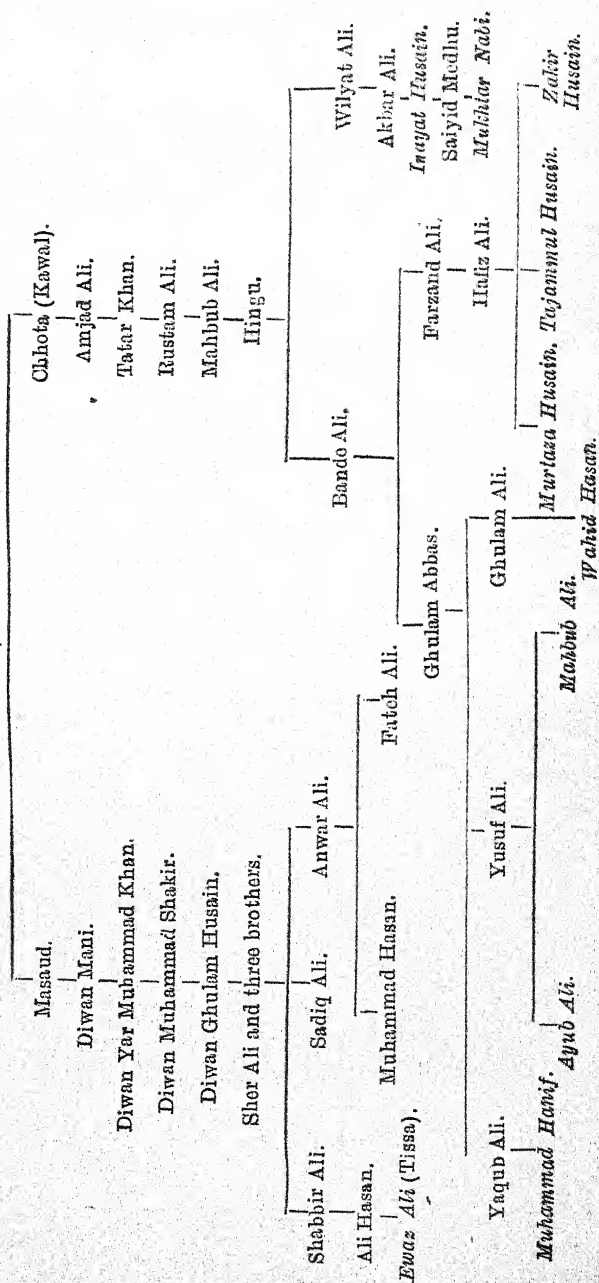 Masaud. Chhota (Kawal).
Diwan Mani. Amjad Ali.
Diwan Yar Muhammad Khan. Tatar Khan.
Diwan Muhammad Shakir. Rustam Ali.
Diwan Ghulam Husain. Mahbub Ali.
Sher Ali and three brothers. Hingu.
Shabbir Ali. Sadiq Ali. Anwar Ali. Bando Ali. Wilyat Ali.
Ali Hasan. Akbar Ali.
Ewaz Ali (Tissa). Muhammad Hasan. Fateh Ali. Inayat Husain.
Ghulam Abbas. Farzand Ali. Saiyid Medhu.
Hafiz Ali. Mukhtar Nabi.
Yaqub Ali. Yusuf Ali. Ghulam Ali.
Murtaza Husain. Tajammul Husain. Zakir Husain.
Muhammad Hanif. Ayub Ali. Mahbub Ali. Wahid Hasan.